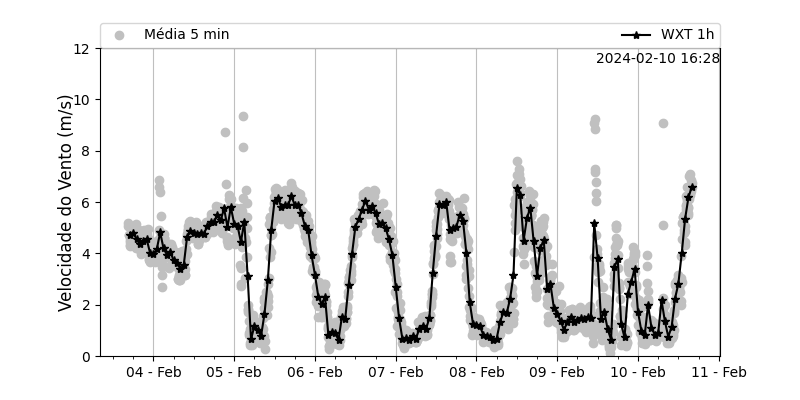 Média 5 min
WXT 1h
2024-02-10 16:28
Velocidade do Vento (m/s)
12
10
8
6
4
2
0
04 - Feb
05 - Feb
06 - Feb
07 - Feb
08 - Feb
09 - Feb
10 - Feb
11 - Feb